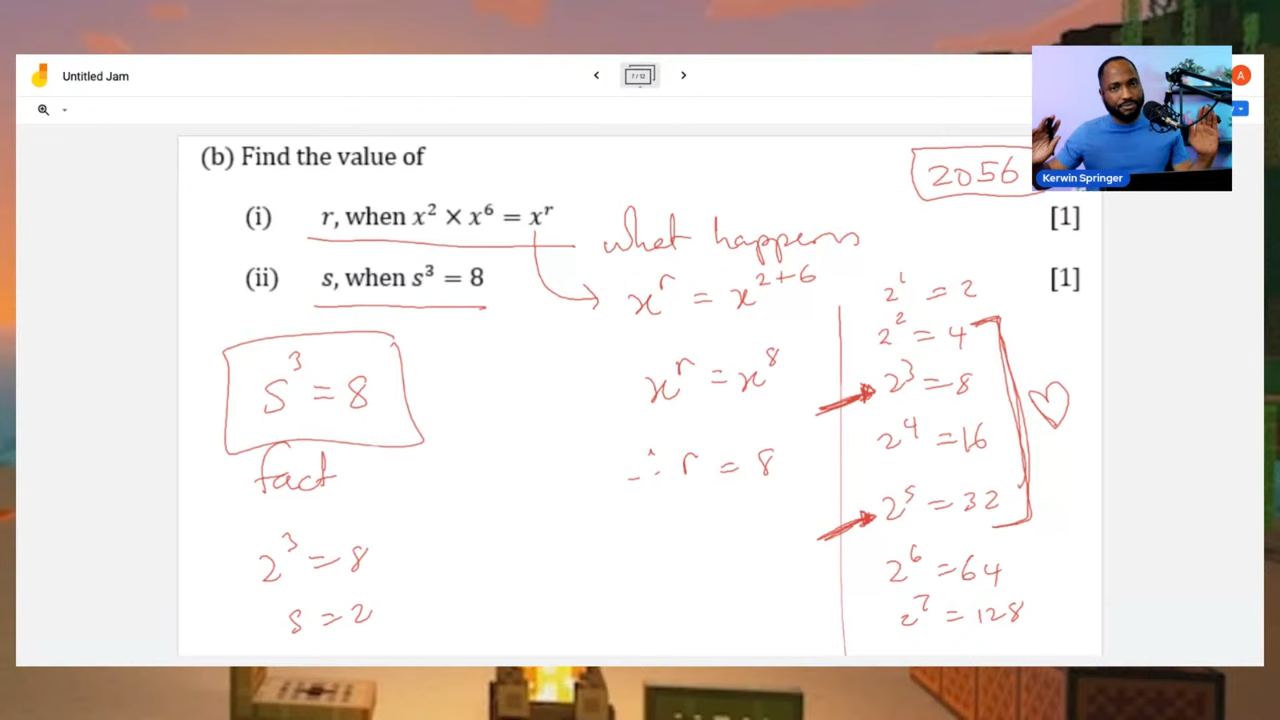 Untitled Jam
7 / 12
A
Kerwin Springer
(b) Find the value of
2056
(i) r, when x² × x⁶ = xʳ [1]
what happens
(ii) s, when s³ = 8 [1]
xʳ = x²⁺⁶
xʳ = x⁸
∴ r = 8
s³ = 8
fact
2³ = 8
s = 2
2¹ = 2
2² = 4
2³ = 8
2⁴ = 16
2⁵ = 32
2⁶ = 64
2⁷ = 128